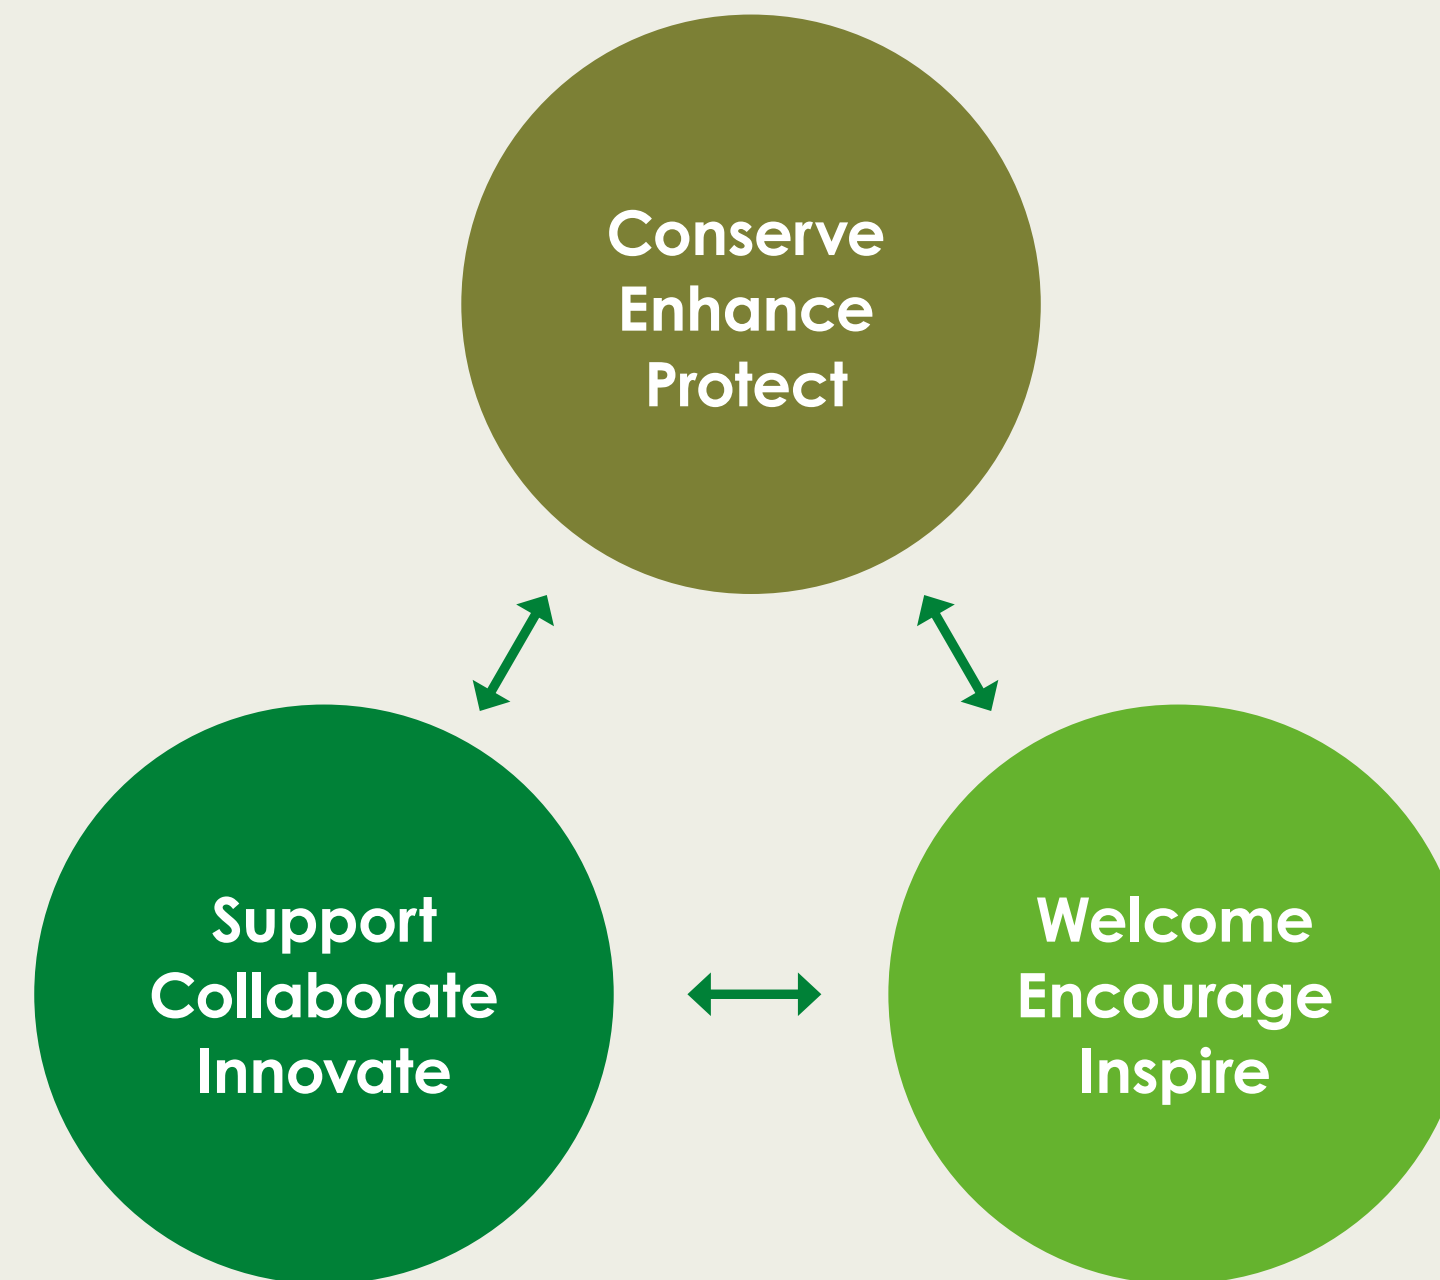 Conserve
Enhance
Protect
Support
Collaborate
Innovate
Welcome
Encourage
Inspire